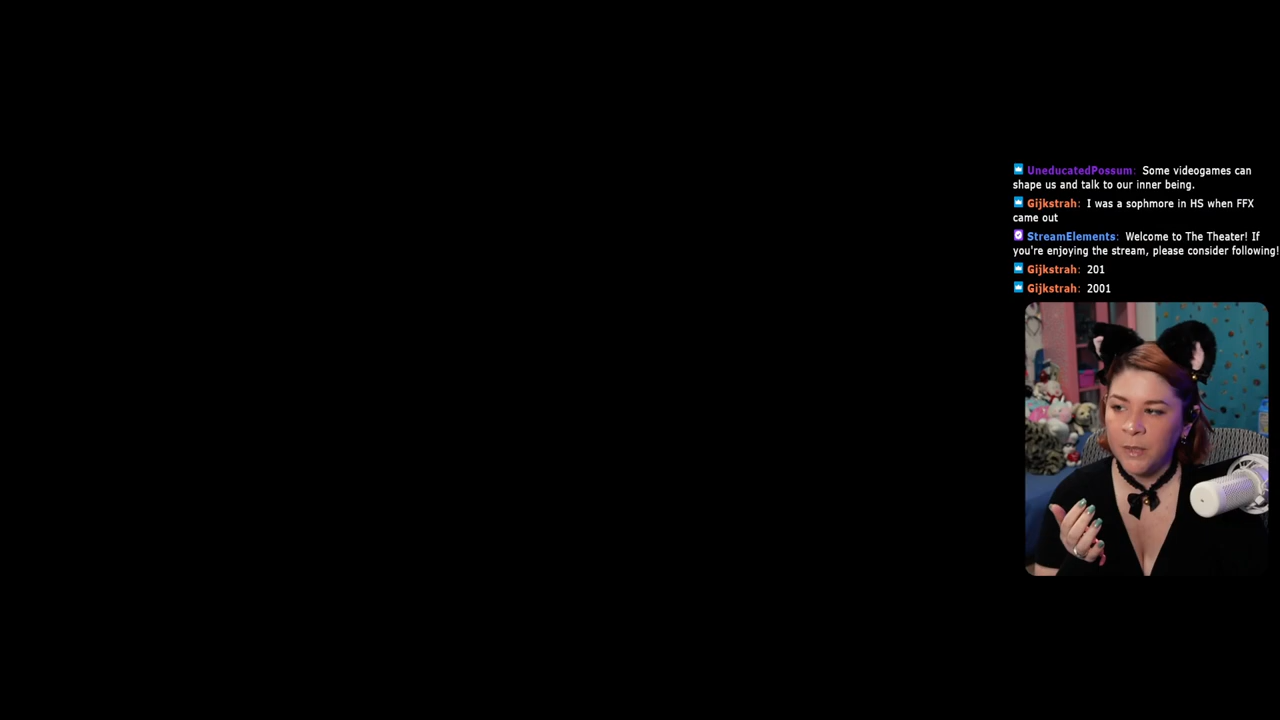 UneducatedPossum: Some videogames can
shape us and talk to our inner being.
Gijkstrah: I was a sophmore in HS when FFX
came out
StreamElements: Welcome to The Theater! If
you're enjoying the stream, please consider following!
Gijkstrah: 201
Gijkstrah: 2001